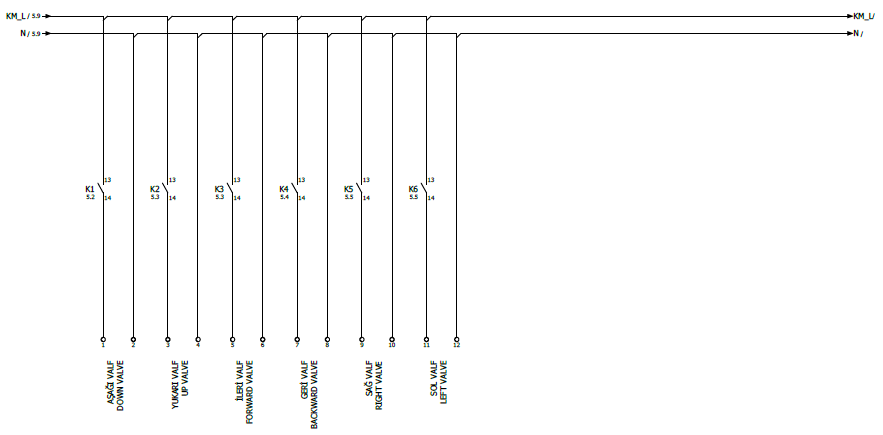 KM_L / 5.9
KM_L/
N / 5.9
N /
13
13
13
13
13
13
K1
K2
K3
K4
K5
K6
5.2
5.3
5.3
5.4
5.5
5.5
14
14
14
14
14
14
1
2
3
4
5
6
7
8
9
10
11
12
AŞAĞI VALF
DOWN VALVE
YUKARI VALF
UP VALVE
İLERİ VALF
FORWARD VALVE
GERİ VALF
BACKWARD VALVE
SAĞ VALF
RIGHT VALVE
SOL VALF
LEFT VALVE